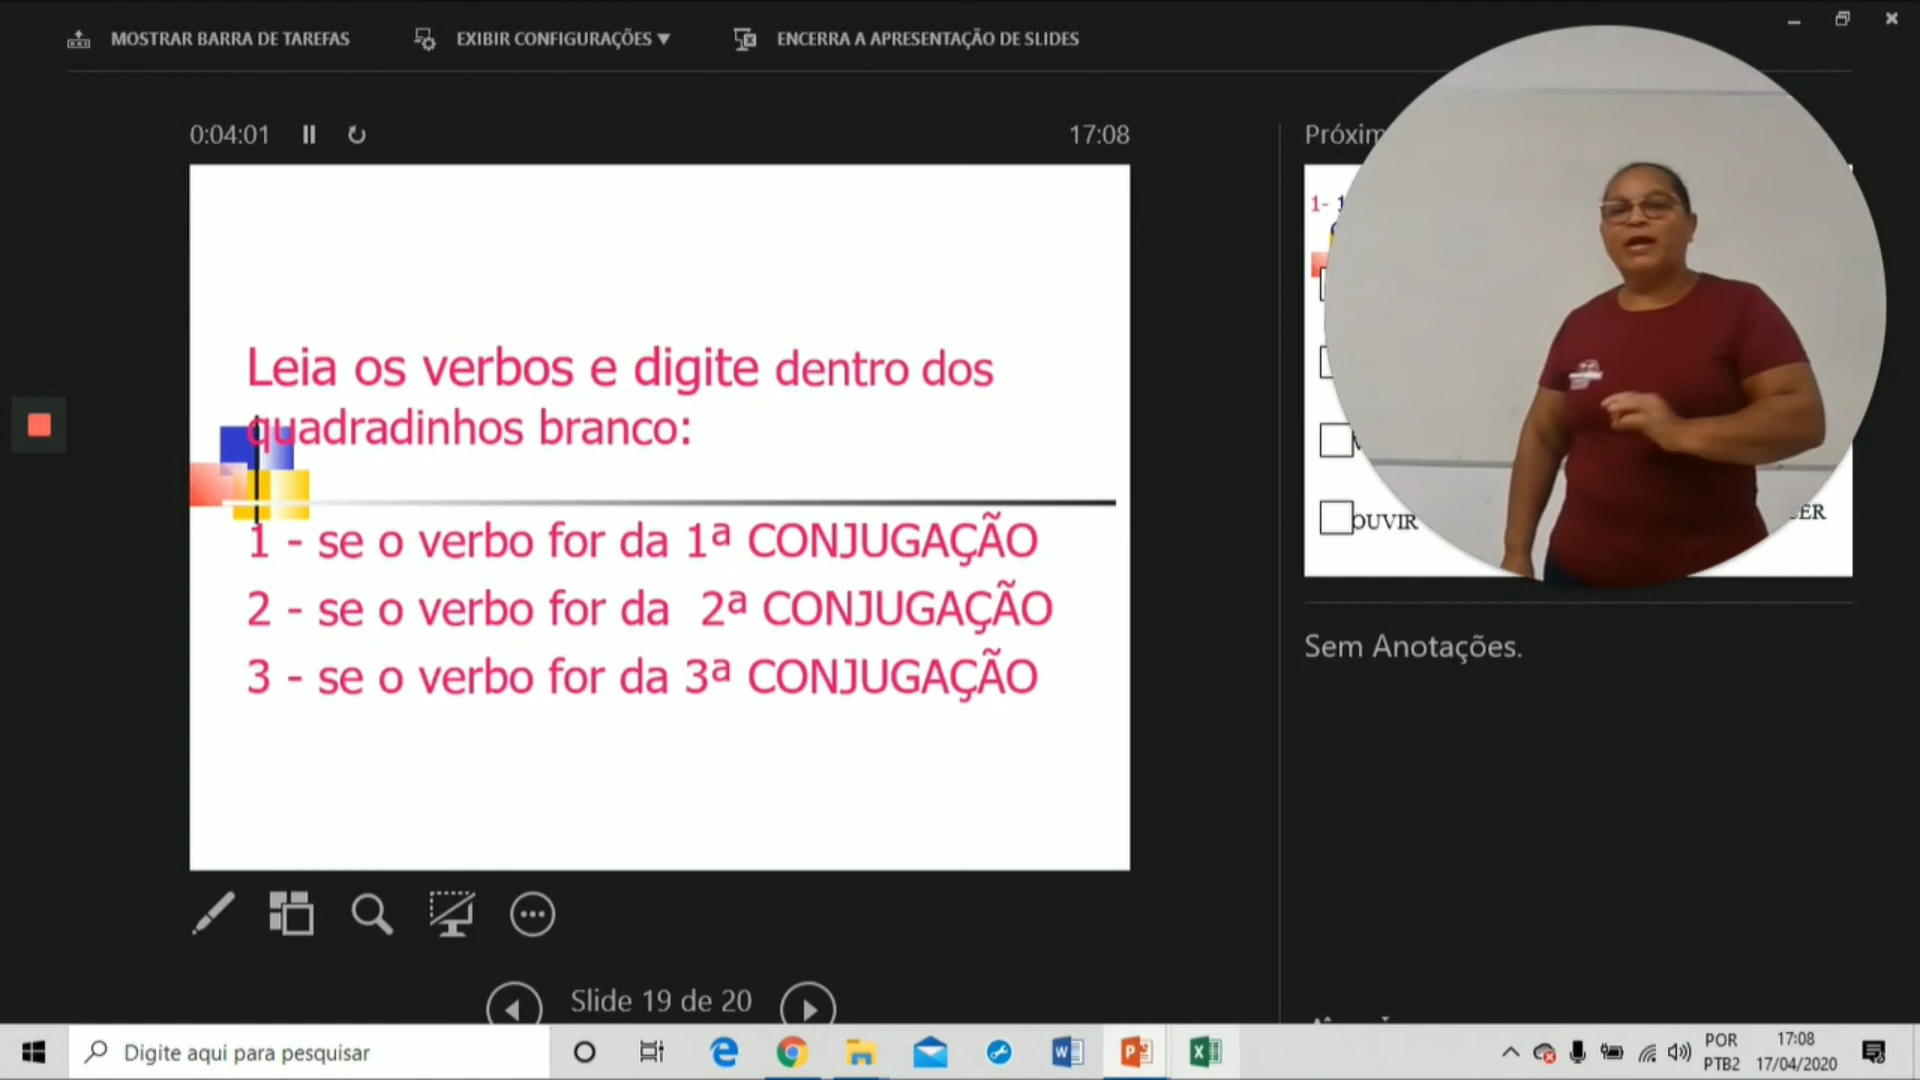 MOSTRAR BARRA DE TAREFAS
EXIBIR CONFIGURAÇÕES
ENCERRA A APRESENTAÇÃO DE SLIDES
0:04:01
17:08
Leia os verbos e digite dentro dos
quadradinhos branco:
1 - se o verbo for da 1ª CONJUGAÇÃO
2 - se o verbo for da 2ª CONJUGAÇÃO
3 - se o verbo for da 3ª CONJUGAÇÃO
Slide 19 de 20
1-
OUVIR
Sem Anotações.
Digite aqui para pesquisar
POR
PTB2
17:08
17/04/2020